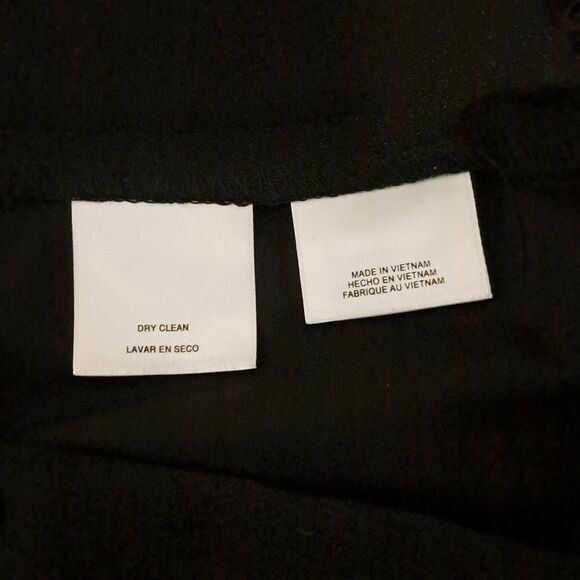 DRY CLEAN
LAVAR EN SECO
MADE IN VIETNAM
HECHO EN VIETNAM
FABRIQUE AU VIETNAM